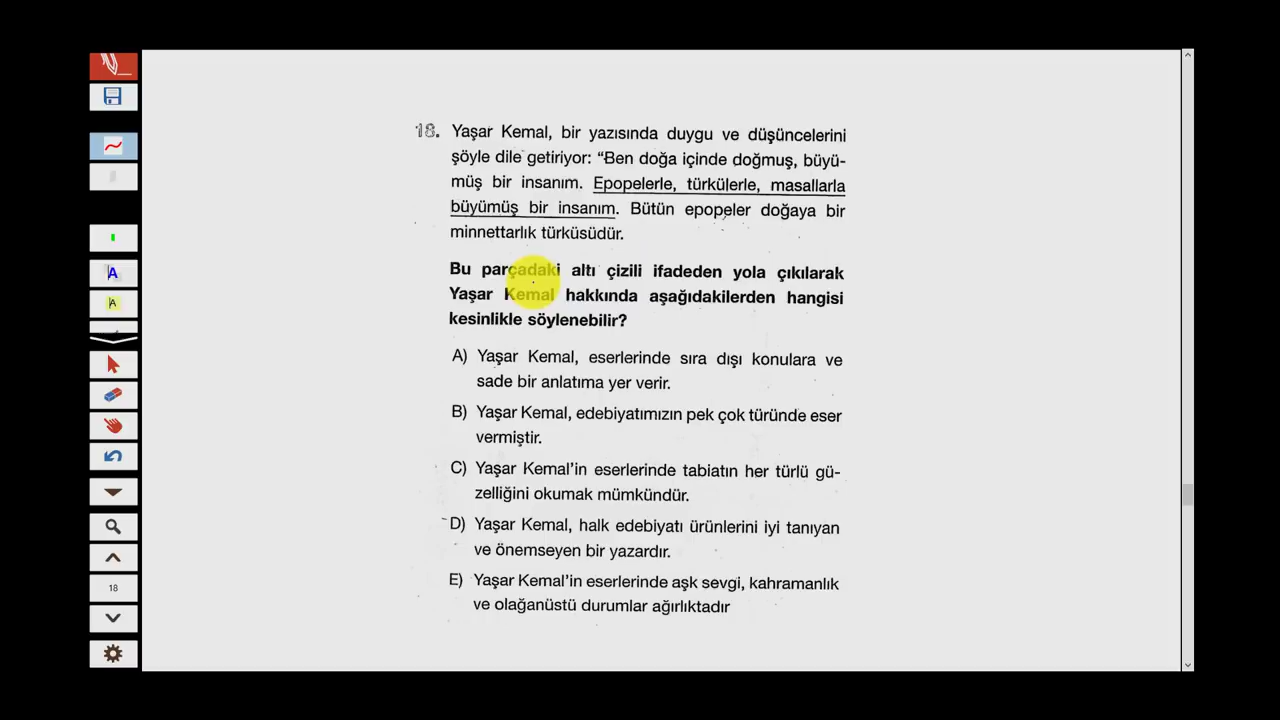 18. Yaşar Kemal, bir yazısında duygu ve düşüncelerini
şöyle dile getiriyor: “Ben doğa içinde doğmuş, büyü-
müş bir insanım. Epopelerle, türkülerle, masallarla
büyümüş bir insanım. Bütün epopeler doğaya bir
minnettarlık türküsüdür.
Bu parçadaki altı çizili ifadeden yola çıkılarak
Yaşar Kemal hakkında aşağıdakilerden hangisi
kesinlikle söylenebilir?
A) Yaşar Kemal, eserlerinde sıra dışı konulara ve
sade bir anlatıma yer verir.
B) Yaşar Kemal, edebiyatımızın pek çok türünde eser
vermiştir.
C) Yaşar Kemal’in eserlerinde tabiatın her türlü gü-
zelliğini okumak mümkündür.
D) Yaşar Kemal, halk edebiyatı ürünlerini iyi tanıyan
ve önemseyen bir yazardır.
E) Yaşar Kemal’in eserlerinde aşk sevgi, kahramanlık
ve olağanüstü durumlar ağırlıktadır
A
A
18